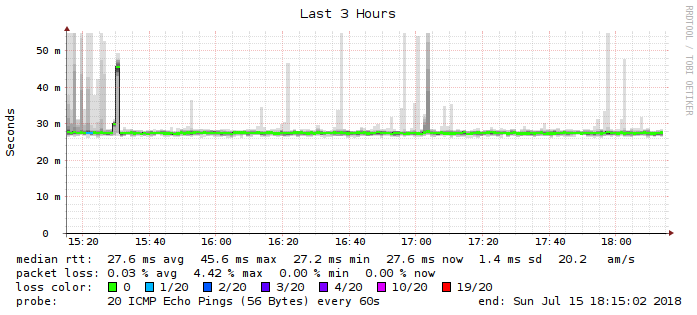 Last 3 Hours
RRDTOOL / TOBI OETIKER
Seconds
50 m
40 m
30 m
20 m
10 m
0
15:20 15:40 16:00 16:20 16:40 17:00 17:20 17:40 18:00
median rtt: 27.6 ms avg 45.6 ms max 27.2 ms min 27.6 ms now 1.4 ms sd 20.2 am/s
packet loss: 0.03 % avg 4.42 % max 0.00 % min 0.00 % now
loss color: 0 1/20 2/20 3/20 4/20 10/20 19/20
probe: 20 ICMP Echo Pings (56 Bytes) every 60s end: Sun Jul 15 18:15:02 2018